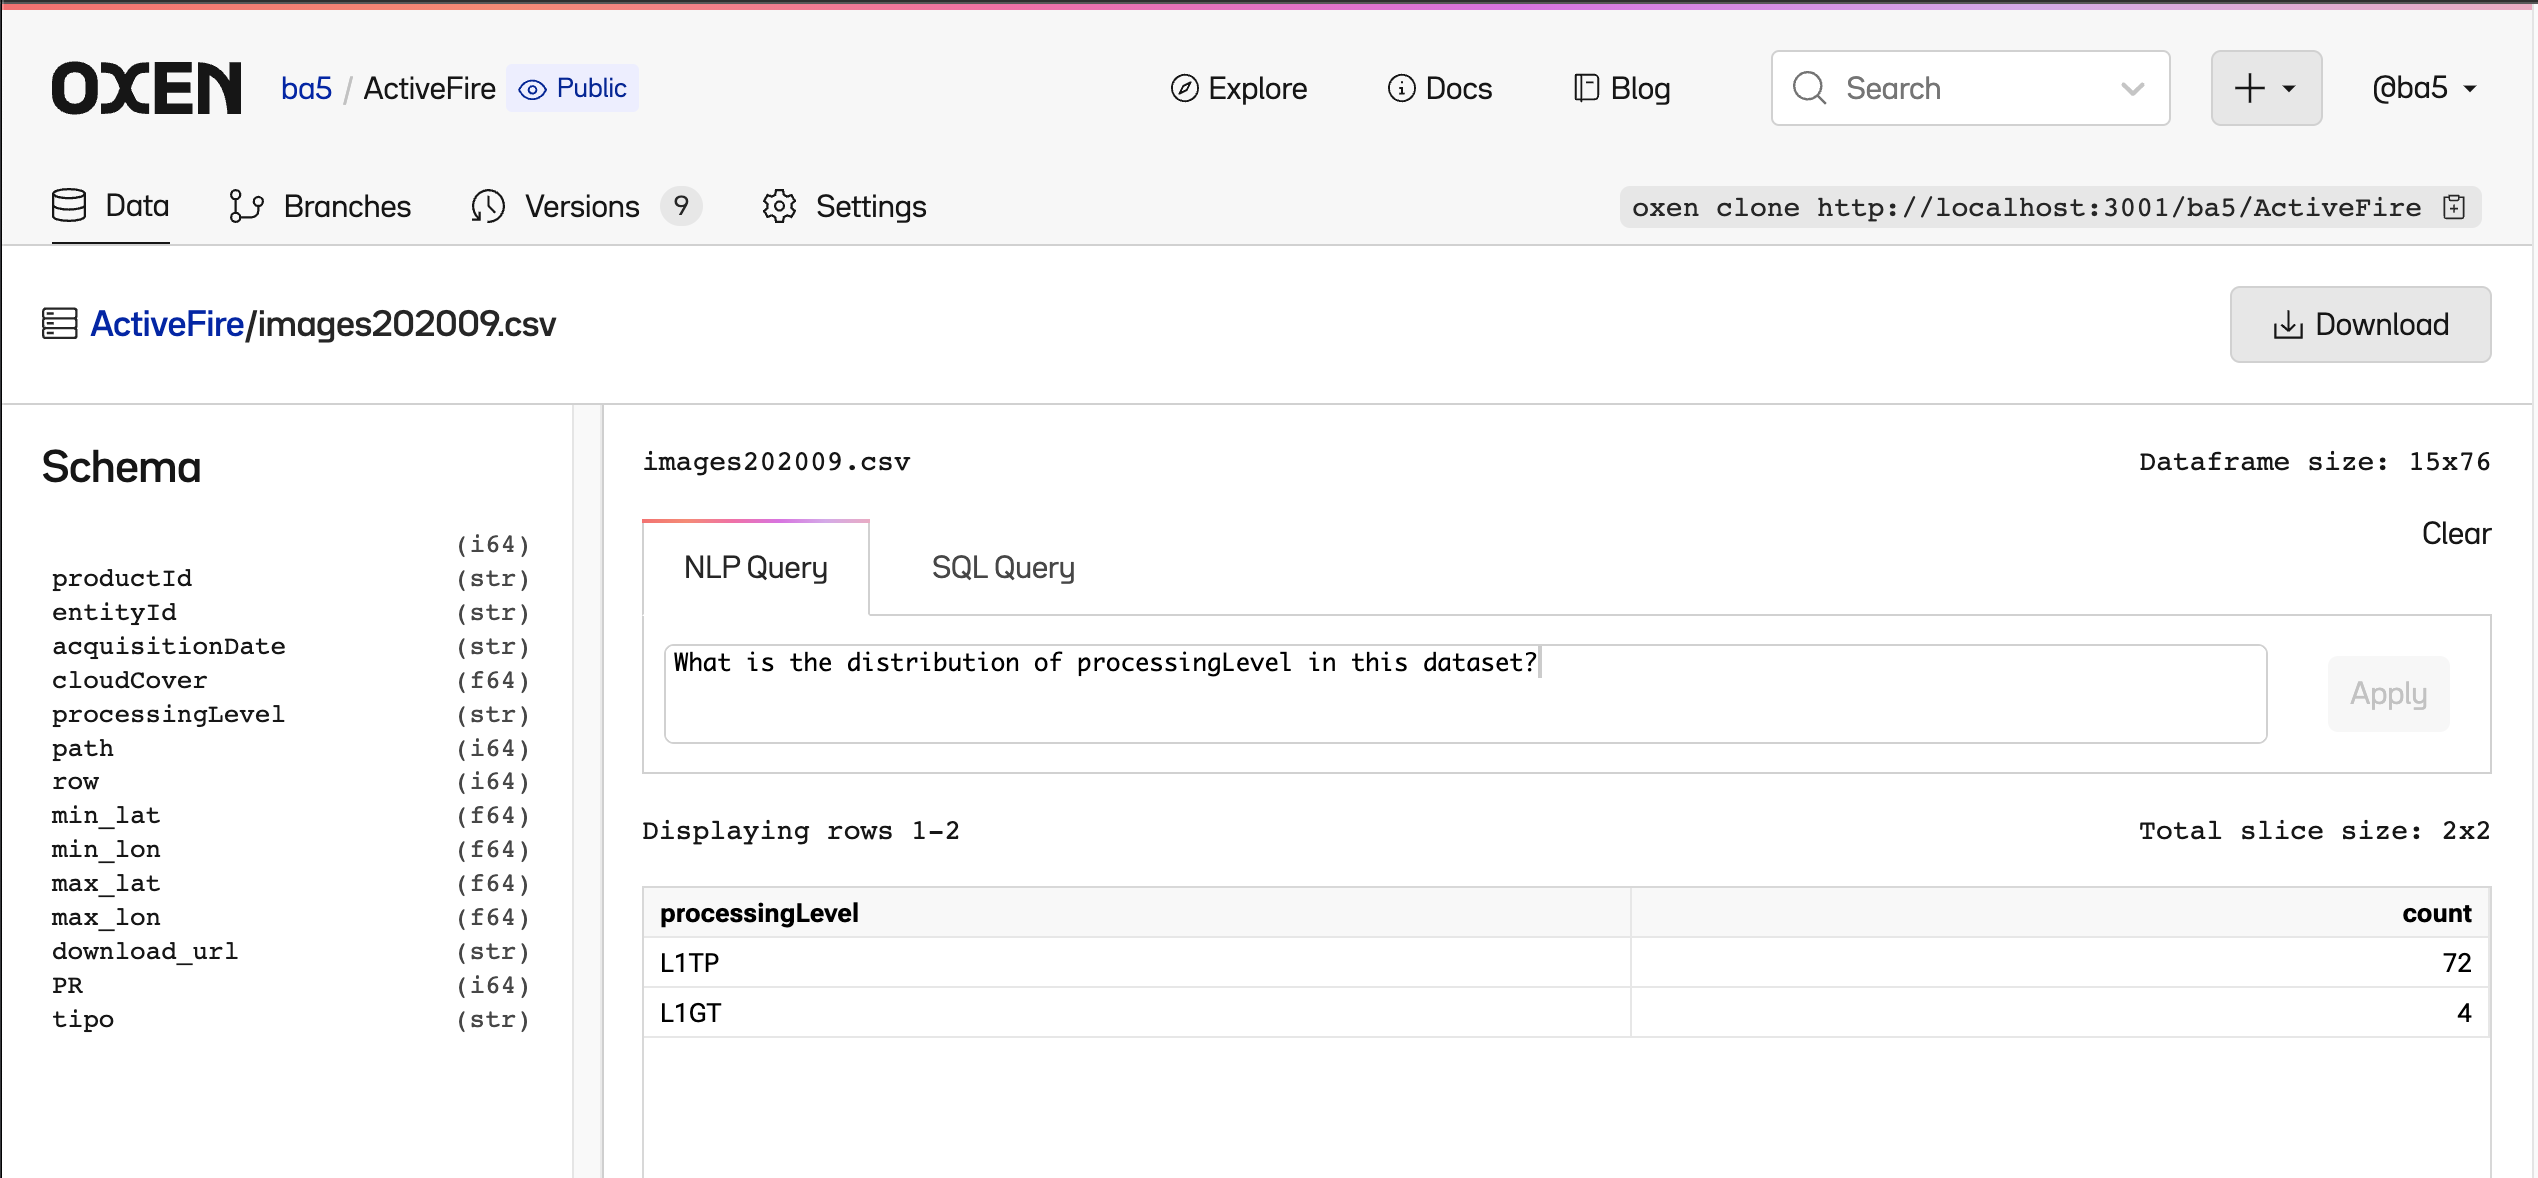 OXEN ba5 / ActiveFire Public Explore Docs Blog Search @ba5
Data Branches Versions 9 Settings oxen clone http://localhost:3001/ba5/ActiveFire
ActiveFire/images202009.csv Download
Schema
(i64)
productId (str)
entityId (str)
acquisitionDate (str)
cloudCover (f64)
processingLevel (str)
path (i64)
row (i64)
min_lat (f64)
min_lon (f64)
max_lat (f64)
max_lon (f64)
download_url (str)
PR (i64)
tipo (str)
images202009.csv Dataframe size: 15x76
Clear
NLP Query SQL Query
What is the distribution of processingLevel in this dataset?
Apply
Displaying rows 1-2 Total slice size: 2x2
processingLevel count
L1TP 72
L1GT 4